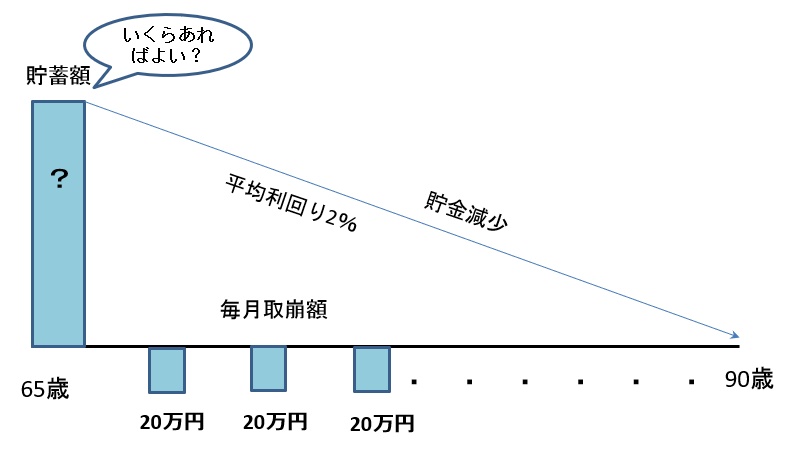 いくらあれ
ばよい？
貯蓄額
？
平均利回り2%
貯金減少
毎月取崩額
65歳
90歳
20万円
20万円
20万円